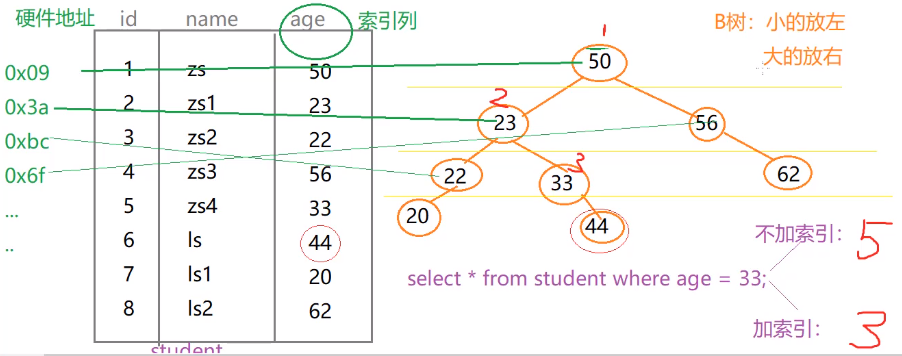 硬件地址 id name age 索引列
1 zs 50
2 zs1 23
3 zs2 22
4 zs3 56
5 zs4 33
6 ls 44
7 ls1 20
8 ls2 62
student
0x09
0x3a
0xbc
0x6f
...
..
B树：小的放左
大的放右
1
50
2
23
56
22
3
33
62
20
44
不加索引：5
select * from student where age = 33;
加索引：3